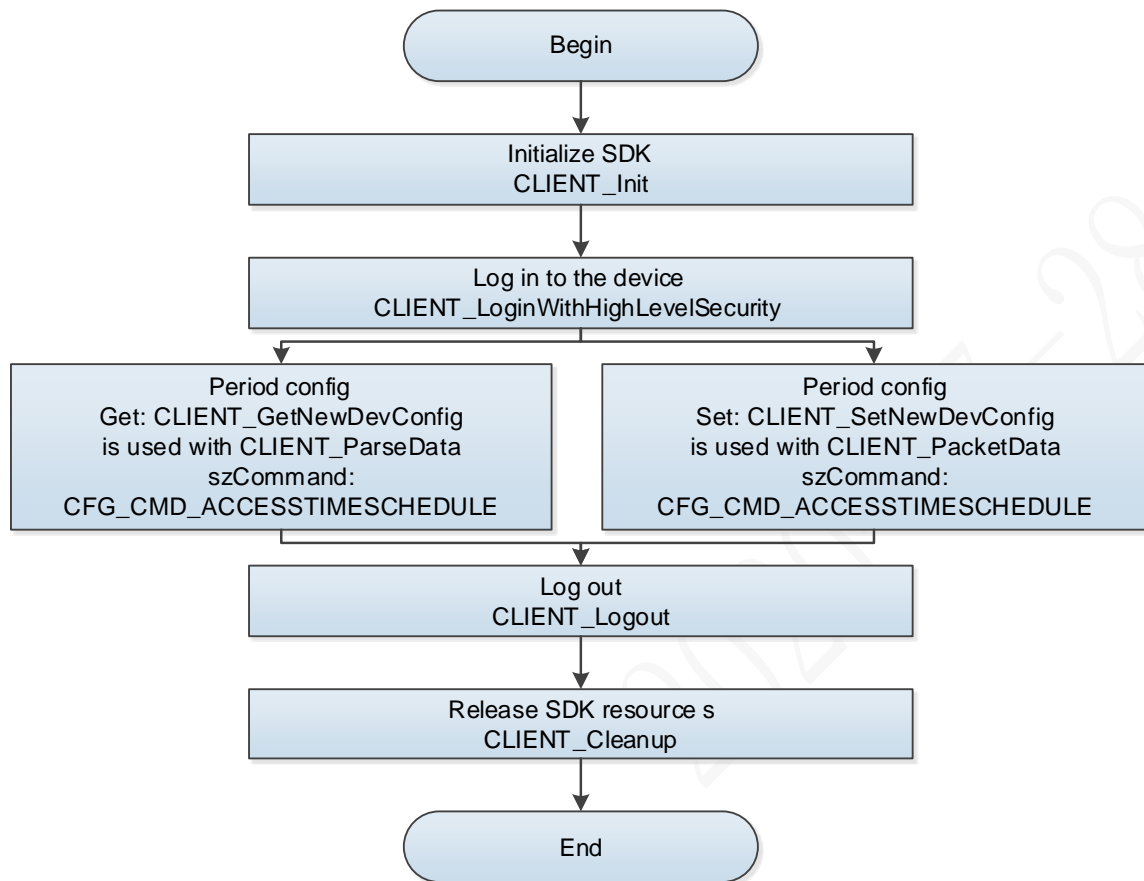 Begin
Initialize SDK
CLIENT_Init
Log in to the device
CLIENT_LoginWithHighLevelSecurity
Period config
Get: CLIENT_GetNewDevConfig
is used with CLIENT_ParseData
szCommand:
CFG_CMD_ACCESSTIMESCHEDULE
Period config
Set: CLIENT_SetNewDevConfig
is used with CLIENT_PacketData
szCommand:
CFG_CMD_ACCESSTIMESCHEDULE
Log out
CLIENT_Logout
Release SDK resource s
CLIENT_Cleanup
End